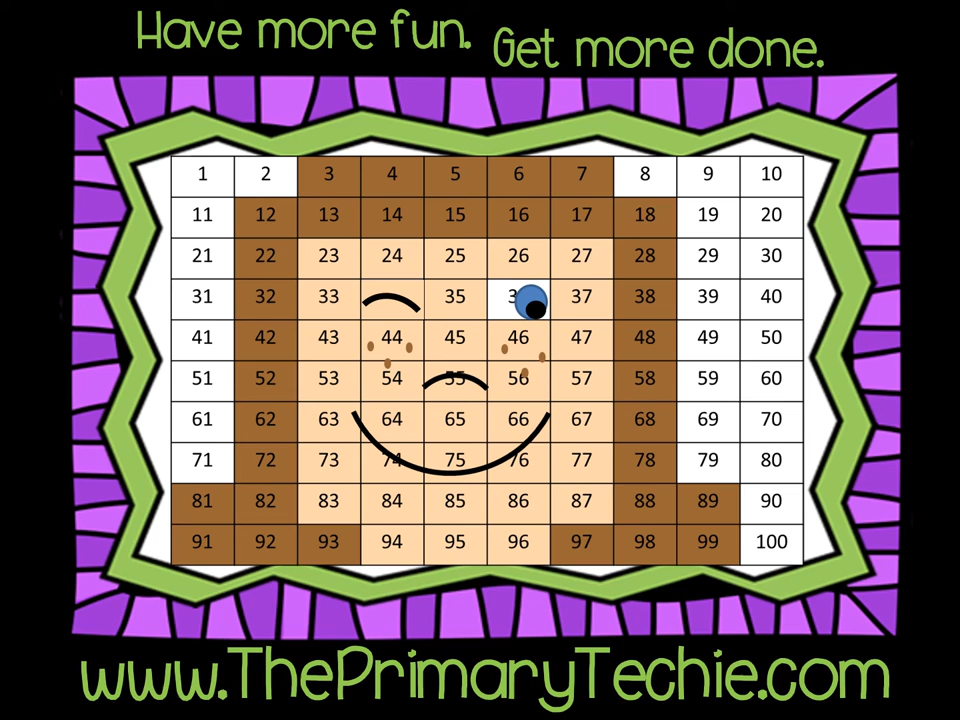 Have more fun. Get more done.
1 2 3 4 5 6 7 8 9 10
11 12 13 14 15 16 17 18 19 20
21 22 23 24 25 26 27 28 29 30
31 32 33 35 37 38 39 40
41 42 43 44 45 46 47 48 49 50
51 52 53 54 55 56 57 58 59 60
61 62 63 64 65 66 67 68 69 70
71 72 73 74 75 76 77 78 79 80
81 82 83 84 85 86 87 88 89 90
91 92 93 94 95 96 97 98 99 100
www.ThePrimaryTechie.com